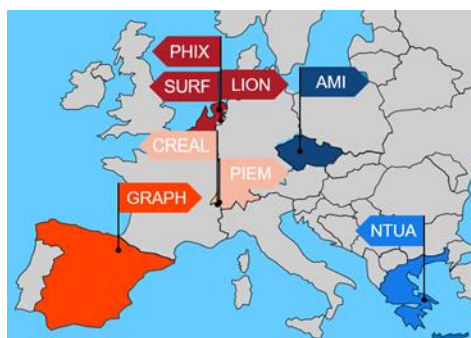 PHIX
SURF LION AMI
CREAL
PIEM
GRAPH
NTUA